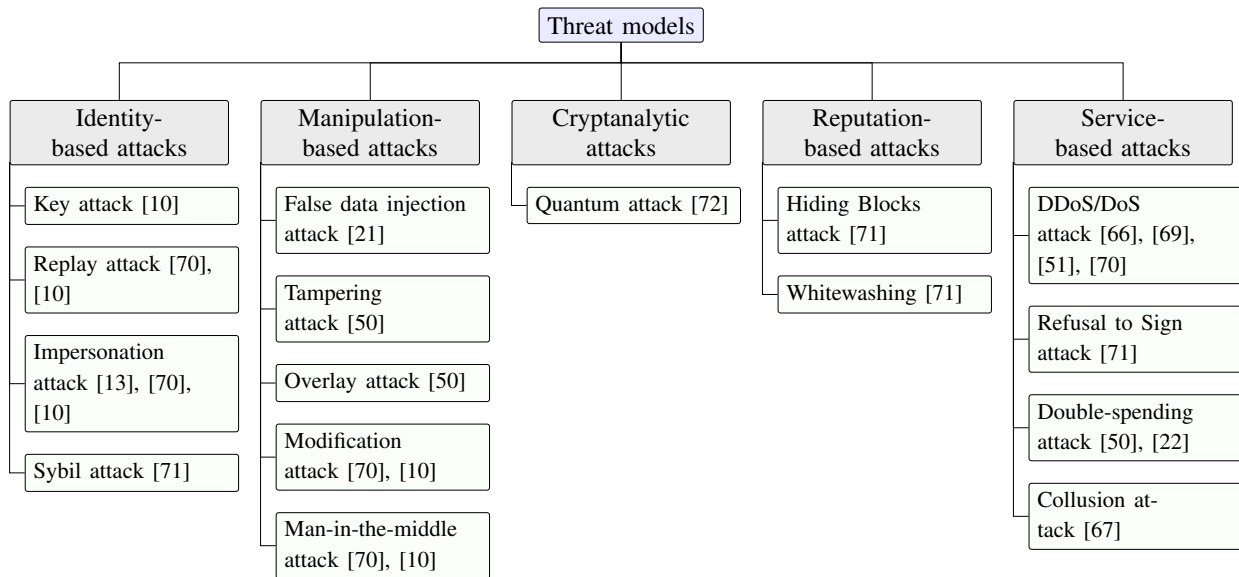 Threat models
Identity-
based attacks
Key attack [10]
Replay attack [70],
[10]
Impersonation
attack [13], [70],
[10]
Sybil attack [71]
Manipulation-
based attacks
False data injection
attack [21]
Tampering
attack [50]
Overlay attack [50]
Modification
attack [70], [10]
Man-in-the-middle
attack [70], [10]
Cryptanalytic
attacks
Quantum attack [72]
Reputation-
based attacks
Hiding Blocks
attack [71]
Whitewashing [71]
Service-
based attacks
DDoS/DoS
attack [66], [69],
[51], [70]
Refusal to Sign
attack [71]
Double-spending
attack [50], [22]
Collusion at-
tack [67]